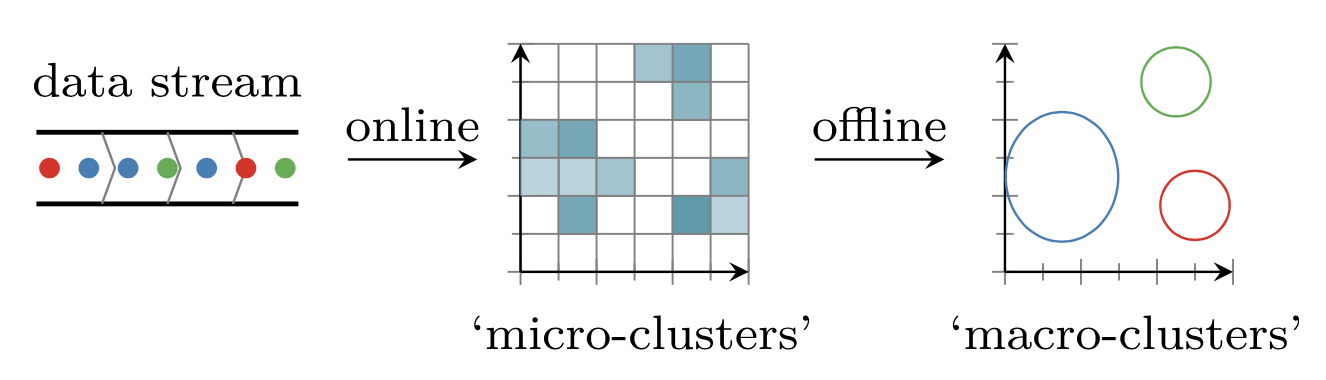 data stream
online
offline
‘micro-clusters’
‘macro-clusters’